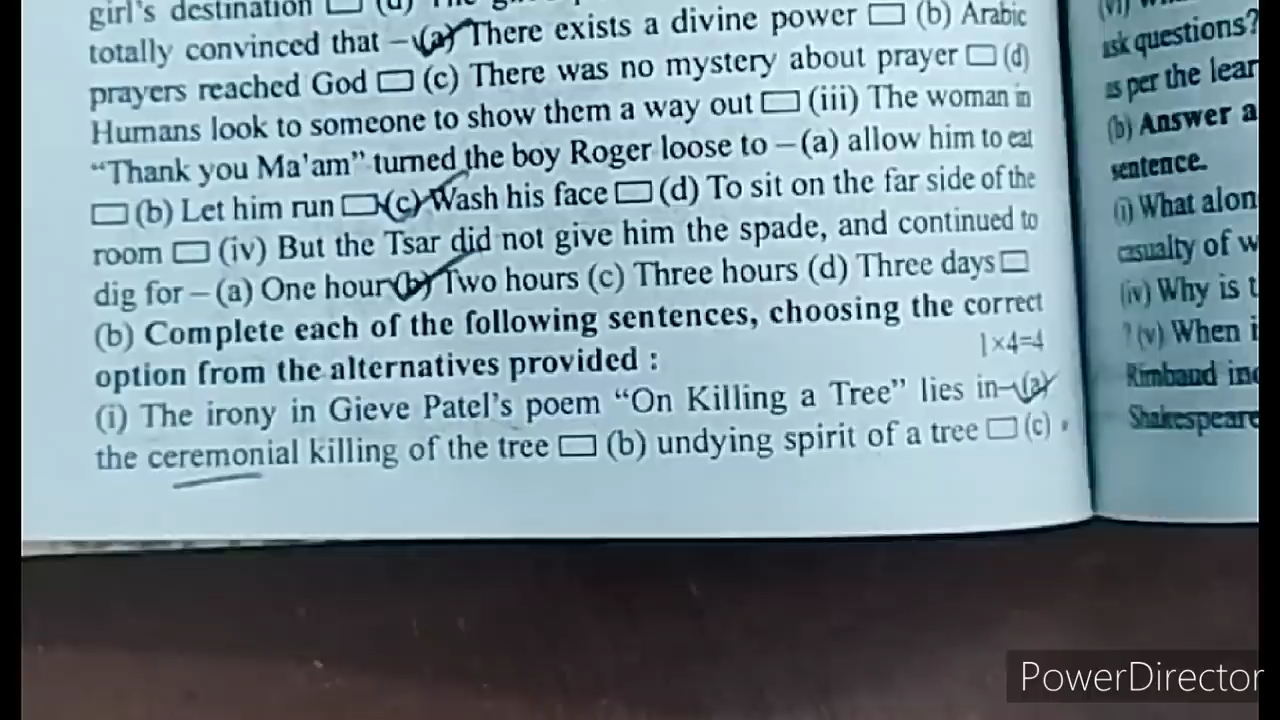 girl's destination
totally convinced that – (a) There exists a divine power (b) Arabic
prayers reached God (c) There was no mystery about prayer (d)
Humans look to someone to show them a way out (iii) The woman in
“Thank you Ma'am” turned the boy Roger loose to – (a) allow him to eat
(b) Let him run (c) Wash his face (d) To sit on the far side of the
room (iv) But the Tsar did not give him the spade, and continued to
dig for – (a) One hour (b) Two hours (c) Three hours (d) Three days
(b) Complete each of the following sentences, choosing the correct
option from the alternatives provided :
1×4=4
(i) The irony in Gieve Patel's poem “On Killing a Tree” lies in – (a)
the ceremonial killing of the tree (b) undying spirit of a tree (c)
(vi)
ask questions?
as per the lear
(b) Answer a
sentence.
(i) What alon
casualty of w
(iv) Why is t
? (v) When i
Rimbaud inc
Shakespeare
PowerDirector